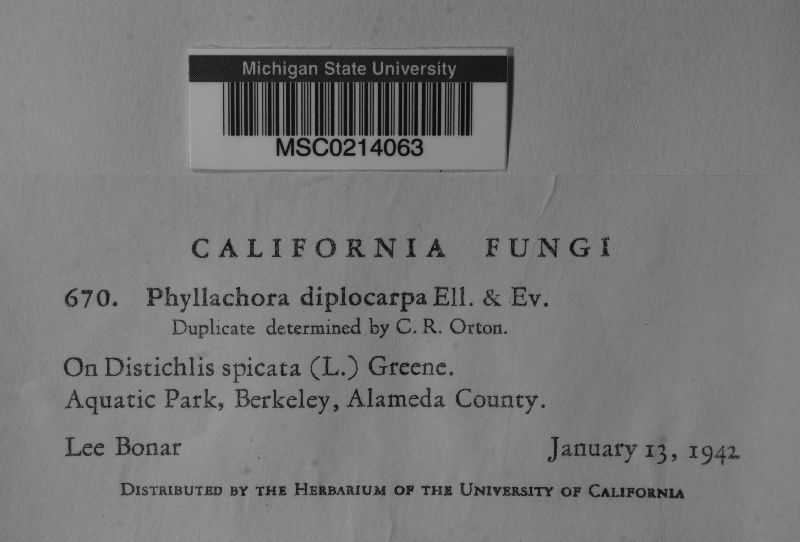 Michigan State University
MSC0214063
CALIFORNIA FUNGI
670. Phyllachora diplocarpa Ell. & Ev.
Duplicate determined by C. R. Orton.
On Distichlis spicata (L.) Greene.
Aquatic Park, Berkeley, Alameda County.
Lee Bonar January 13, 1942
DISTRIBUTED BY THE HERBARIUM OF THE UNIVERSITY OF CALIFORNIA